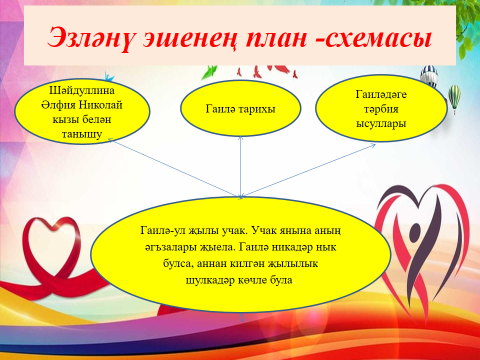 Эзләнү эшенең план -схемасы
Шәйдуллина
Әлфия Николай
кызы белән
танышу
Гаилә тарихы
Гаиләдәге
тәрбия
ысуллары
Гаилә-ул җылы учак. Учак янына аның
әгъзалары җыела. Гаилә никадәр нык
булса, аннан килгән җылылык
шулкадәр көчле була